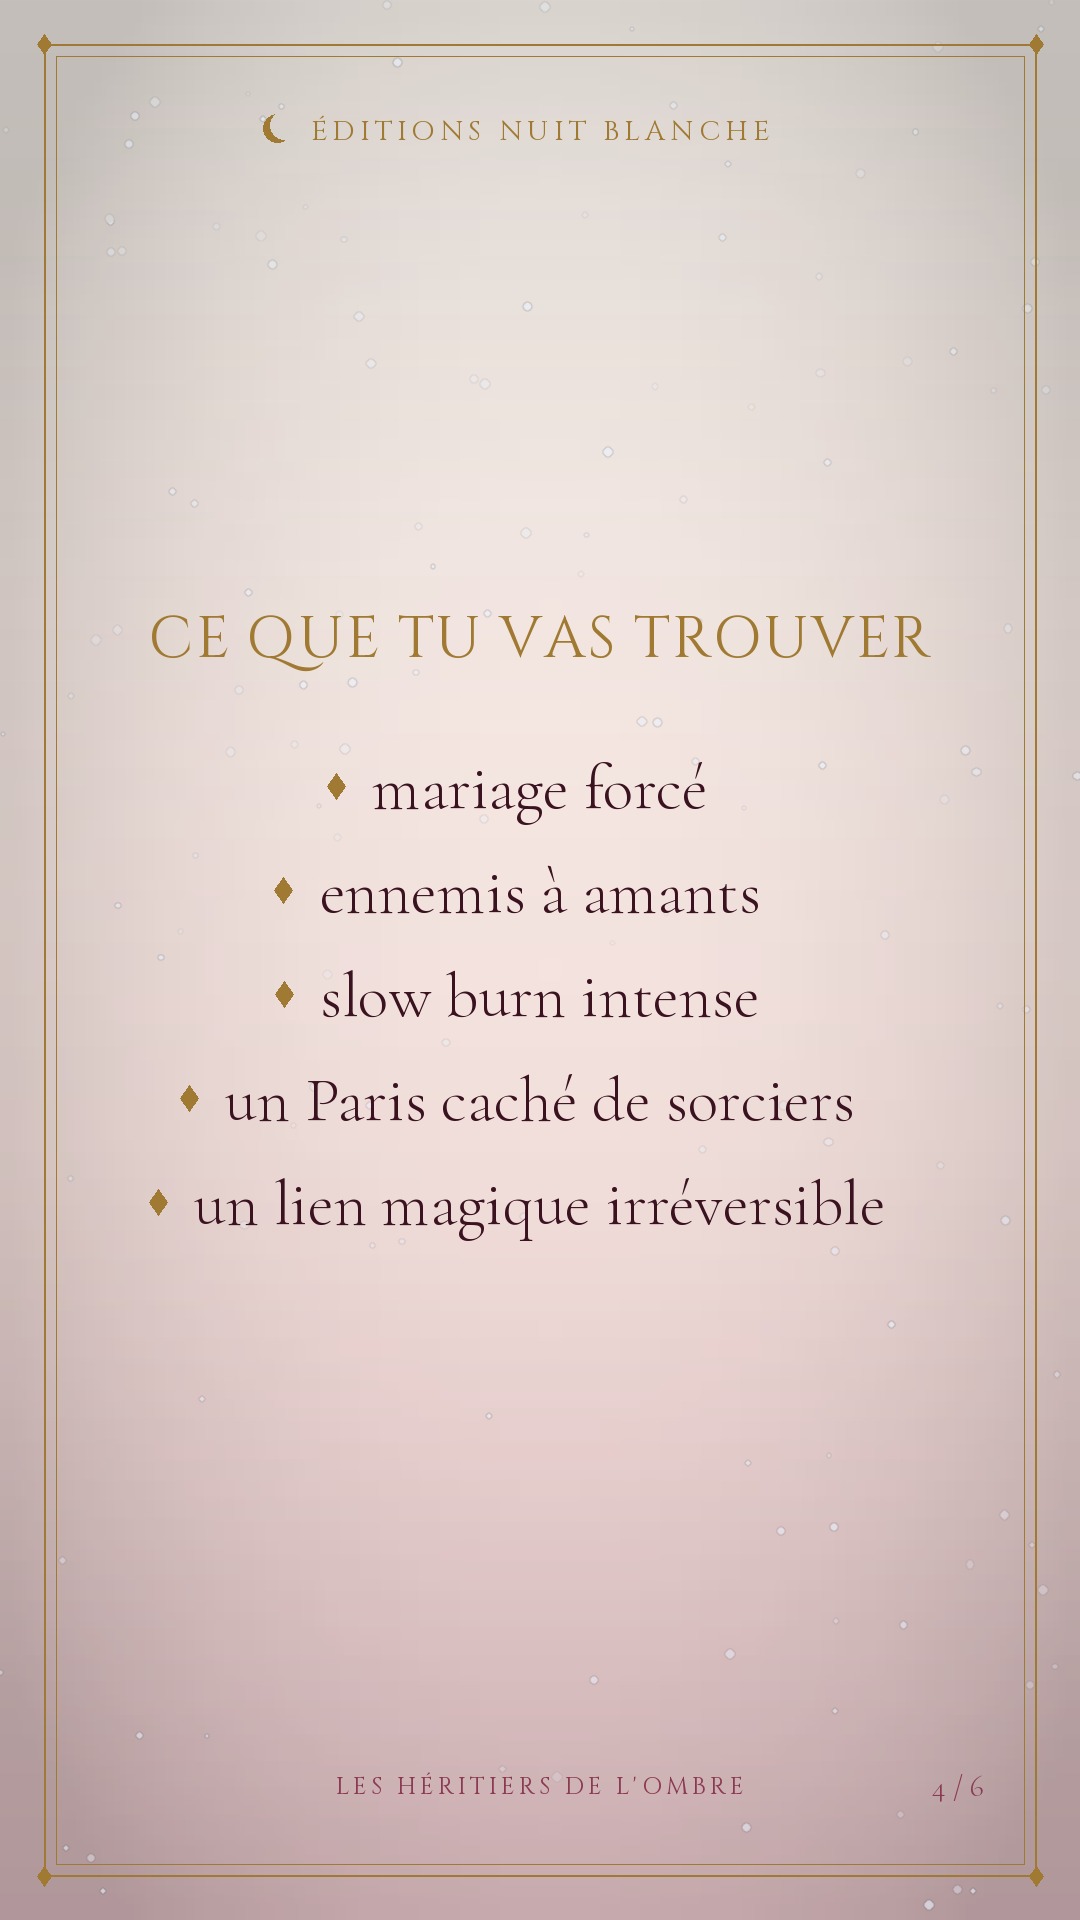 ÉDITIONS NUIT BLANCHE
CE QUE TU VAS TROUVER
mariage forcé
ennemis à amants
slow burn intense
un Paris caché de sorciers
un lien magique irréversible
LES HÉRITIERS DE L'OMBRE
4/6